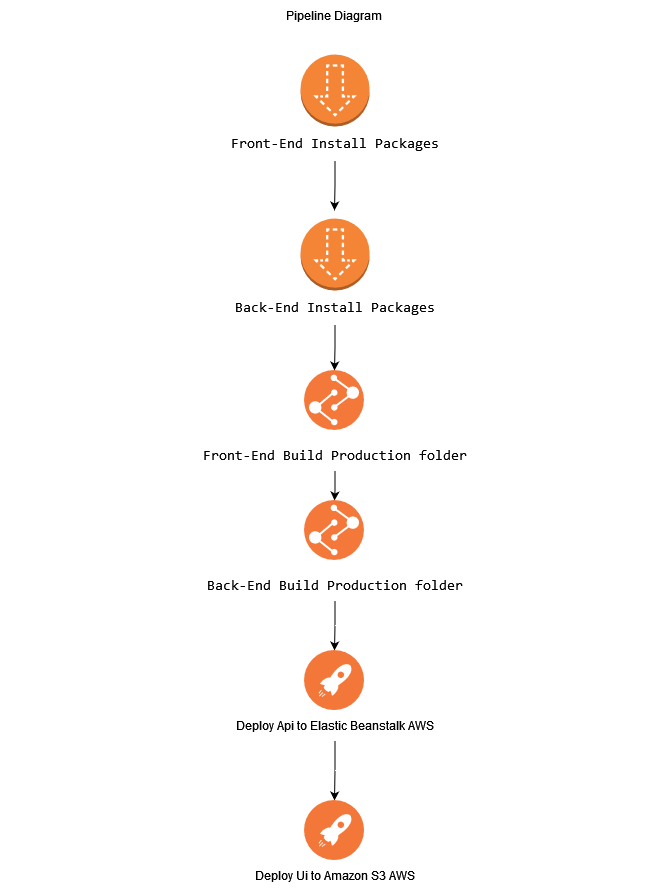 Pipeline Diagram
Front-End Install Packages
Back-End Install Packages
Front-End Build Production folder
Back-End Build Production folder
Deploy Api to Elastic Beanstalk AWS
Deploy Ui to Amazon S3 AWS